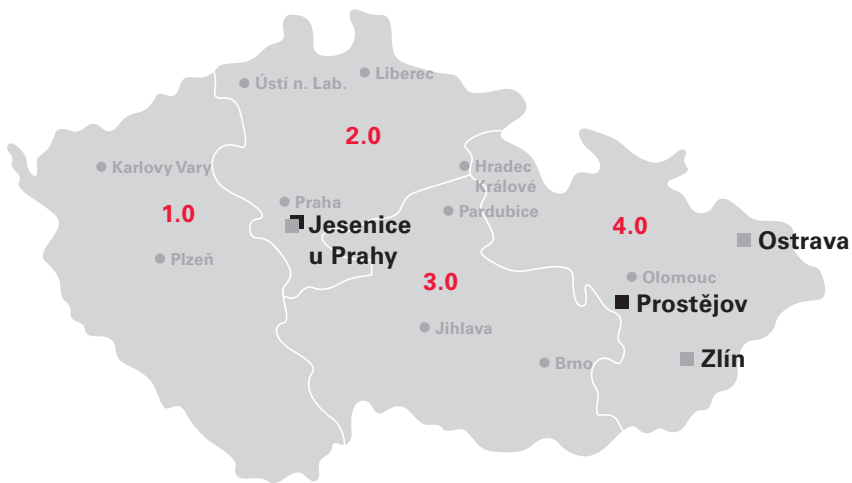 Liberec
Ústí n. Lab.
2.0
Karlovy Vary
Hradec
Králové
Praha
1.0
Pardubice
Jesenice
u Prahy
4.0
Ostrava
Plzeň
3.0
Olomouc
Prostějov
Jihlava
Zlín
Brno